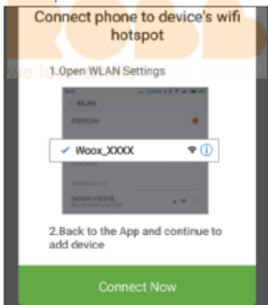 Connect phone to device's wifi
hotspot
1.Open WLAN Settings
WLAN
Woox_XXXX
2.Back to the App and continue to
add device
Connect Now